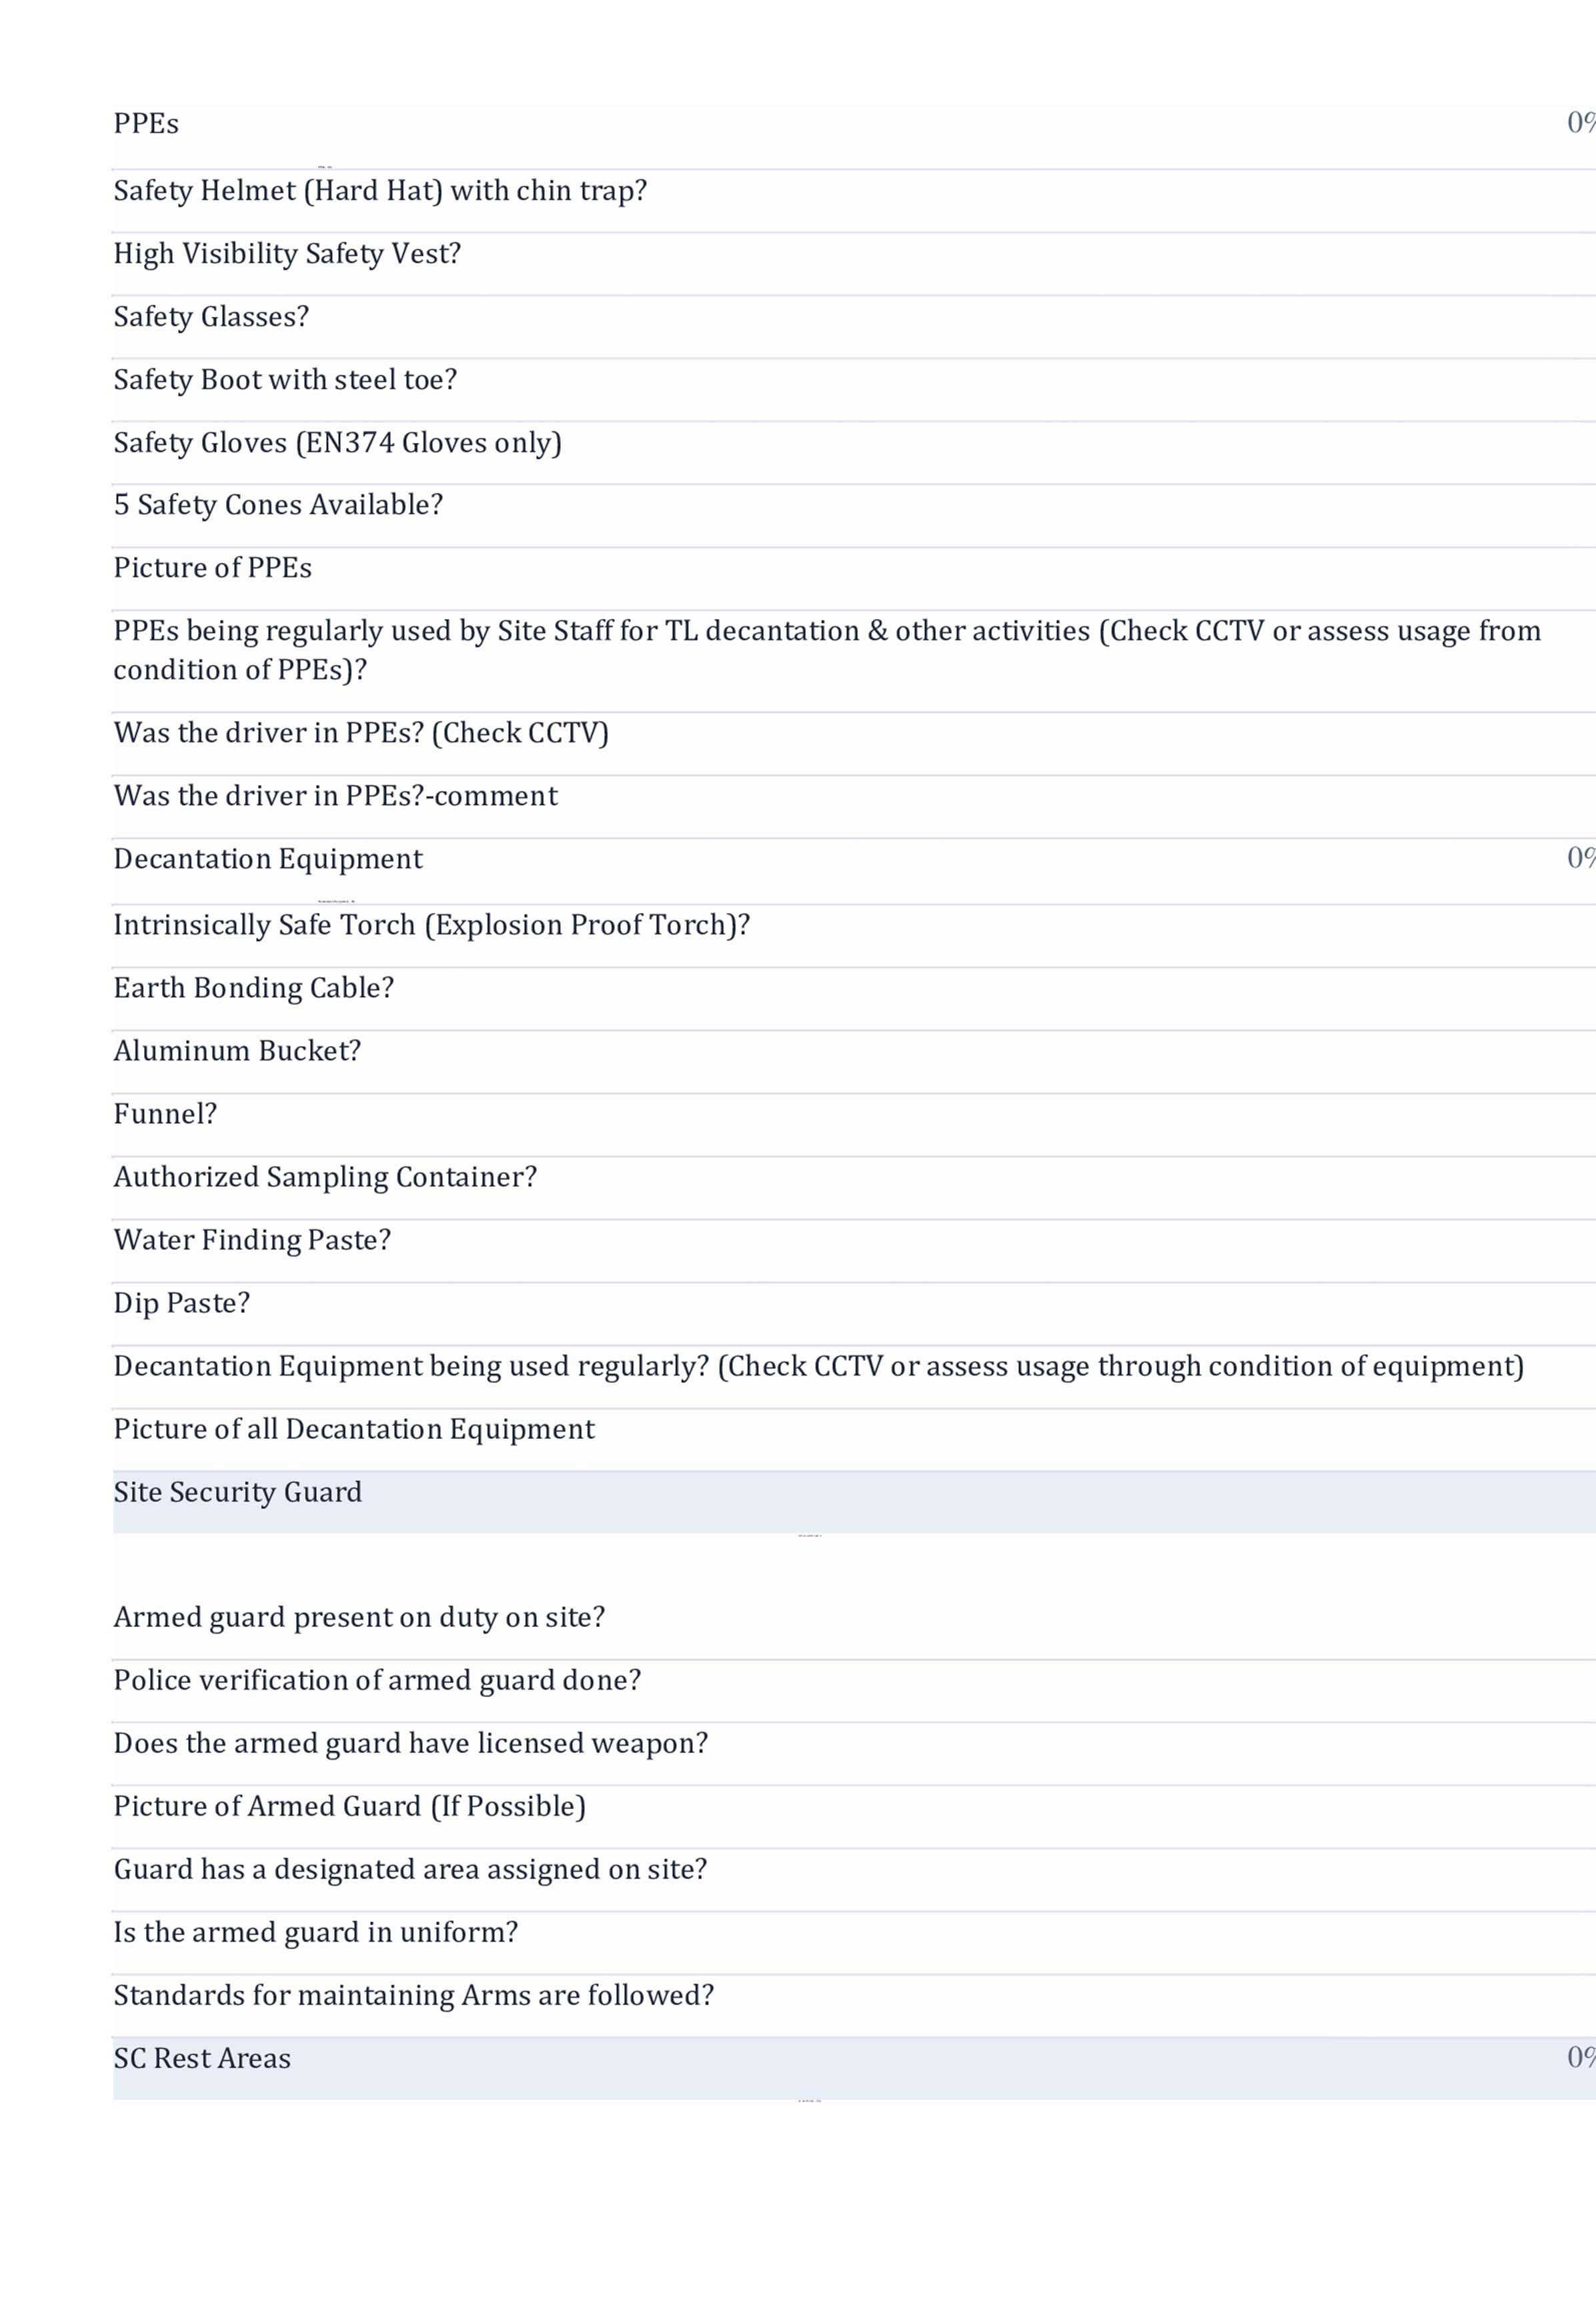 PPEs 0%
Safety Helmet (Hard Hat) with chin trap?
High Visibility Safety Vest?
Safety Glasses?
Safety Boot with steel toe?
Safety Gloves (EN374 Gloves only)
5 Safety Cones Available?
Picture of PPEs
PPEs being regularly used by Site Staff for TL decantation & other activities (Check CCTV or assess usage from
condition of PPEs)?
Was the driver in PPEs? (Check CCTV)
Was the driver in PPEs?-comment
Decantation Equipment 0%
Intrinsically Safe Torch (Explosion Proof Torch)?
Earth Bonding Cable?
Aluminum Bucket?
Funnel?
Authorized Sampling Container?
Water Finding Paste?
Dip Paste?
Decantation Equipment being used regularly? (Check CCTV or assess usage through condition of equipment)
Picture of all Decantation Equipment
Site Security Guard
Armed guard present on duty on site?
Police verification of armed guard done?
Does the armed guard have licensed weapon?
Picture of Armed Guard (If Possible)
Guard has a designated area assigned on site?
Is the armed guard in uniform?
Standards for maintaining Arms are followed?
SC Rest Areas 0%